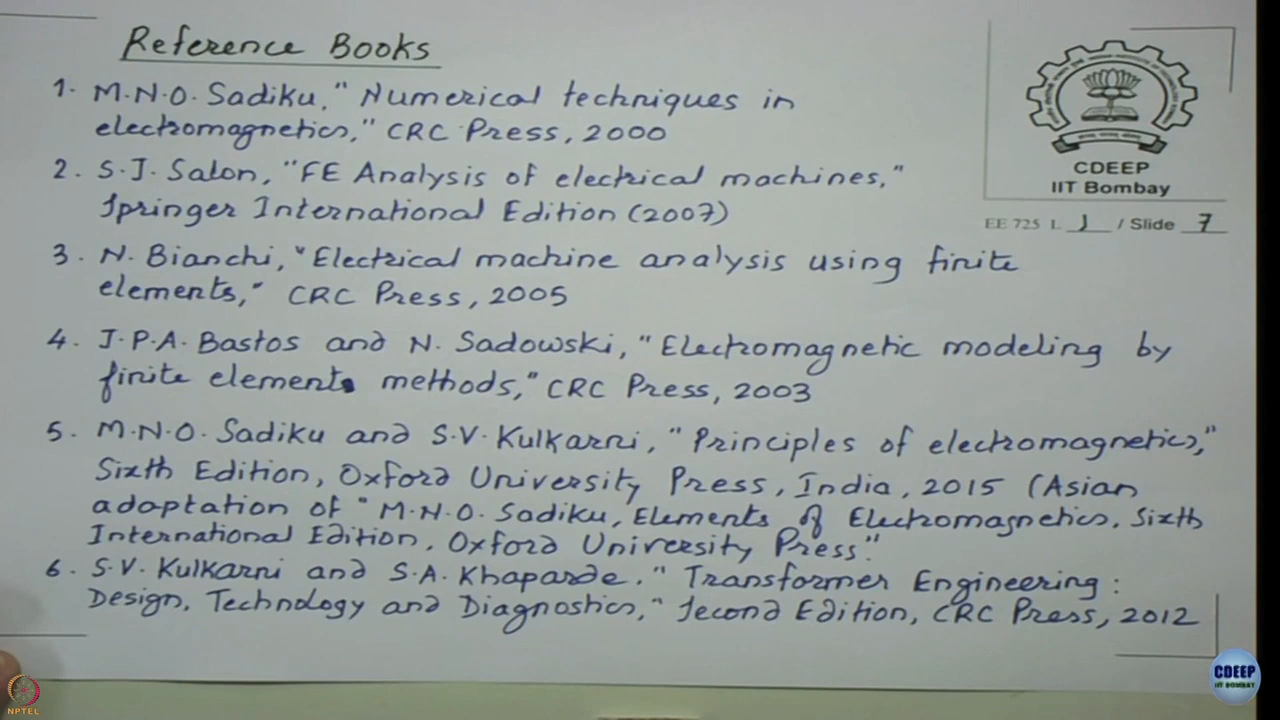 Reference Books
1. M.N.O. Sadiku, "Numerical techniques in
electromagnetics," CRC Press, 2000
2. S.J. Salon, "FE Analysis of electrical machines,"
Springer International Edition (2007)
3. N. Bianchi, "Electrical machine analysis using finite
elements," CRC Press, 2005
4. J.P.A. Bastos and N. Sadowski, "Electromagnetic modeling by
finite element methods," CRC Press, 2003
5. M.N.O. Sadiku and S.V. Kulkarni, "Principles of electromagnetics,"
Sixth Edition, Oxford University Press, India, 2015 (Asian
adaptation of "M.N.O. Sadiku, Elements of Electromagnetics, Sixth
International Edition, Oxford University Press".
6. S.V. Kulkarni and S.A. Khaparde, "Transformer Engineering:
Design, Technology and Diagnostics," Second Edition, CRC Press, 2012
CDEEP
IIT Bombay
EE 725 L 1 / Slide 7
NPTEL
CDEEP
IIT BOMBAY